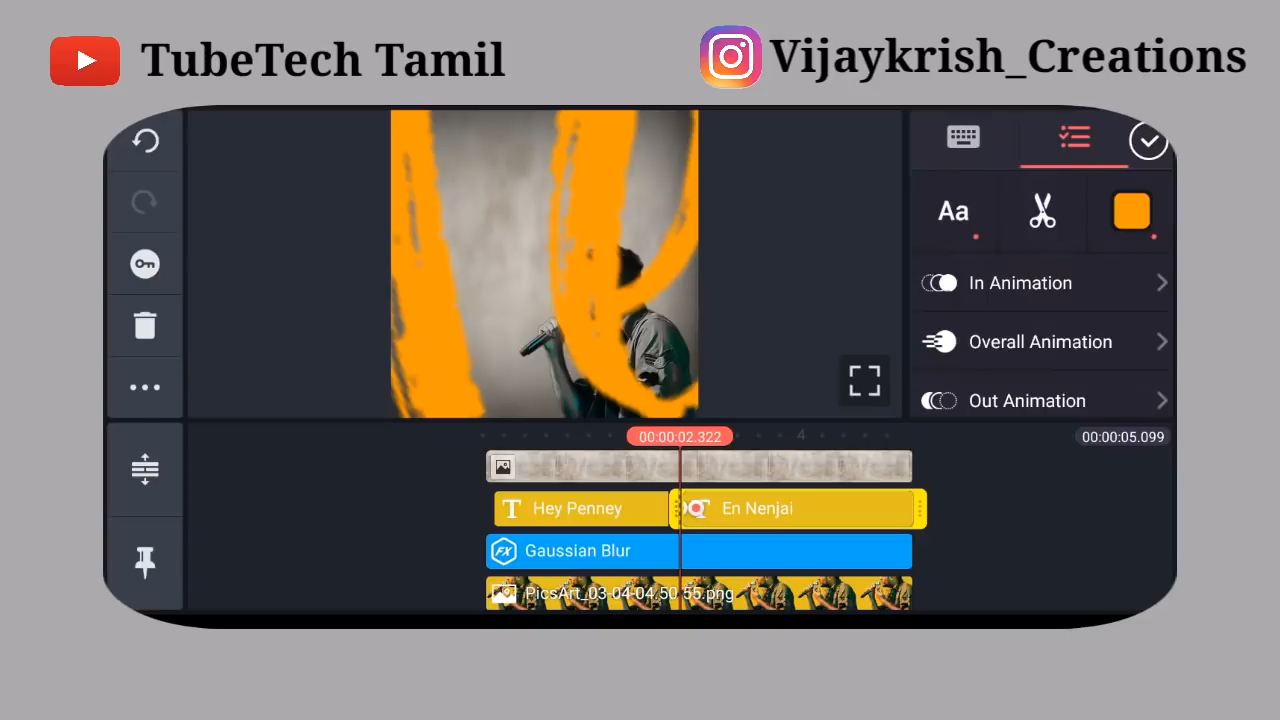 TubeTech Tamil
Vijaykrish_Creations
Aa
In Animation
Overall Animation
Out Animation
00:00:02.322
4
00:00:05.099
T Hey Penney
En Nenjai
FX Gaussian Blur
PicsArt_03-04-04.50 55.png